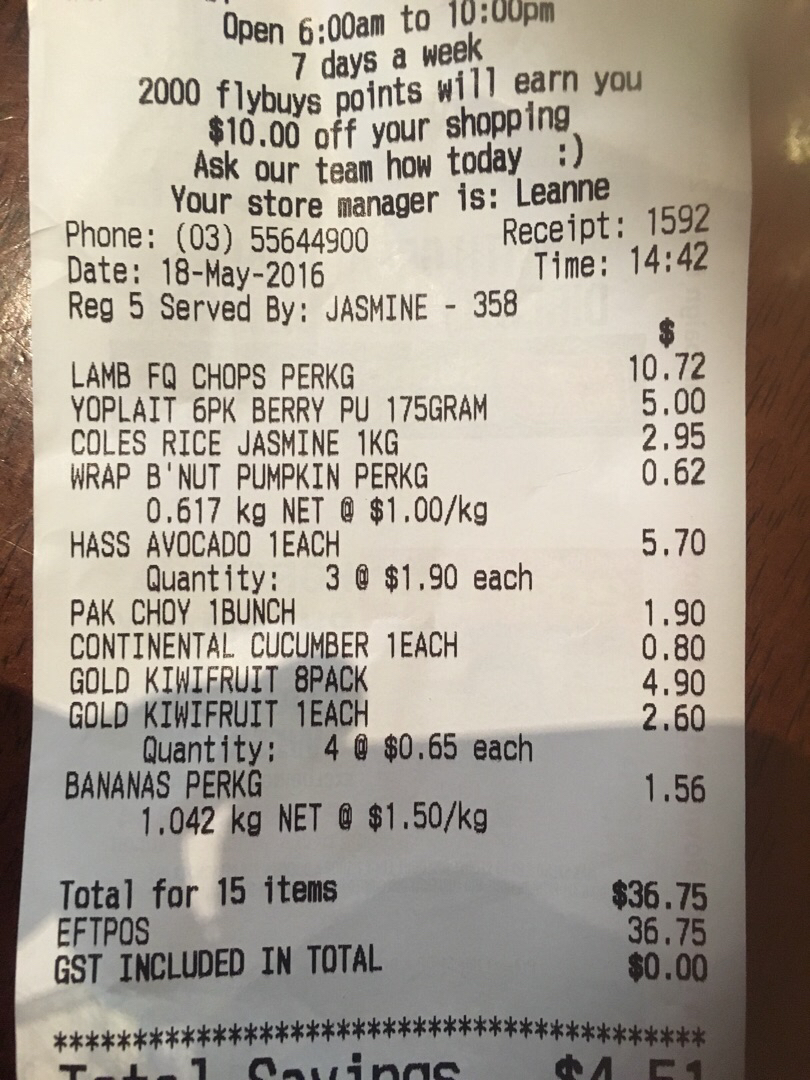 Open 6:00am to 10:00pm
7 days a week
2000 flybuys points will earn you
$10.00 off your shopping
Ask our team how today :)
Your store manager is: Leanne
Phone: (03) 55644900 Receipt: 1592
Date: 18-May-2016 Time: 14:42
Reg 5 Served By: JASMINE - 358
$
LAMB FQ CHOPS PERKG 10.72
YOPLAIT 6PK BERRY PU 175GRAM 5.00
COLES RICE JASMINE 1KG 2.95
WRAP B'NUT PUMPKIN PERKG 0.62
0.617 kg NET @ $1.00/kg
HASS AVOCADO 1EACH 5.70
Quantity: 3 @ $1.90 each
PAK CHOY 1BUNCH 1.90
CONTINENTAL CUCUMBER 1EACH 0.80
GOLD KIWIFRUIT 8PACK 4.90
GOLD KIWIFRUIT 1EACH 2.60
Quantity: 4 @ $0.65 each
BANANAS PERKG 1.56
1.042 kg NET @ $1.50/kg
Total for 15 items $36.75
EFTPOS 36.75
GST INCLUDED IN TOTAL $0.00
*****************************************
Total Savings $4.51